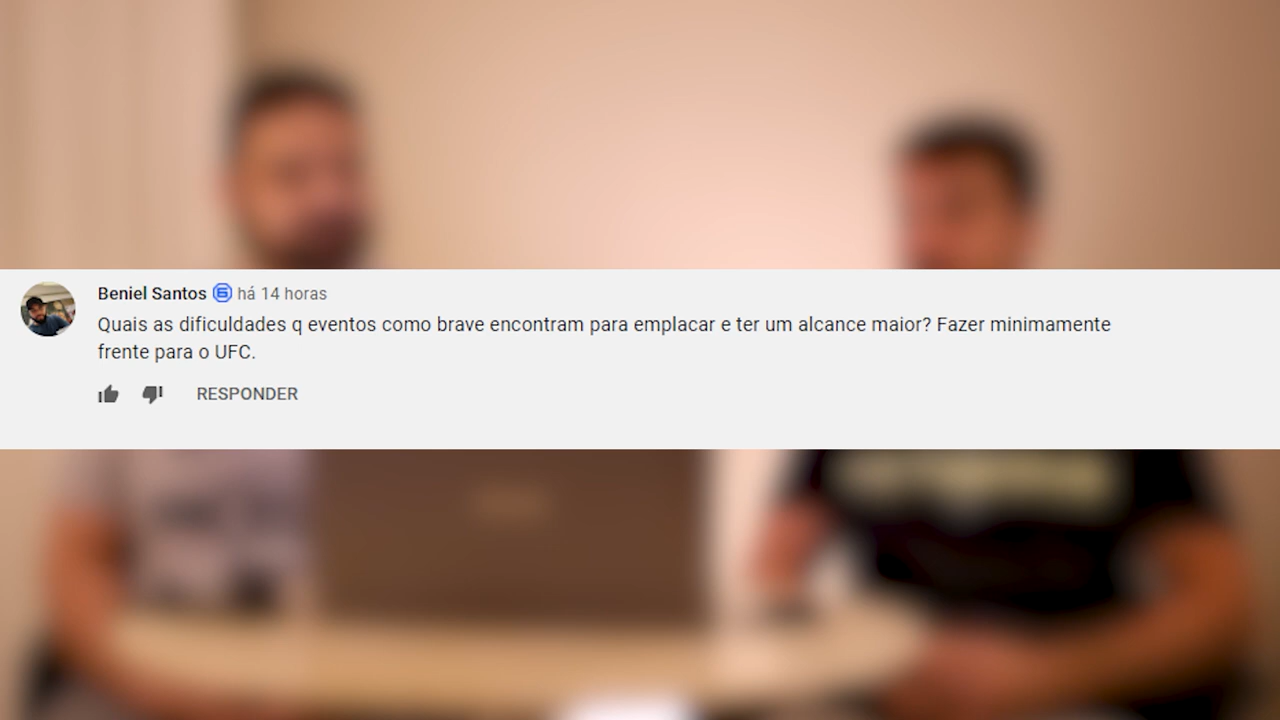 Beniel Santos há 14 horas
Quais as dificuldades q eventos como brave encontram para emplacar e ter um alcance maior? Fazer minimamente
frente para o UFC.
RESPONDER